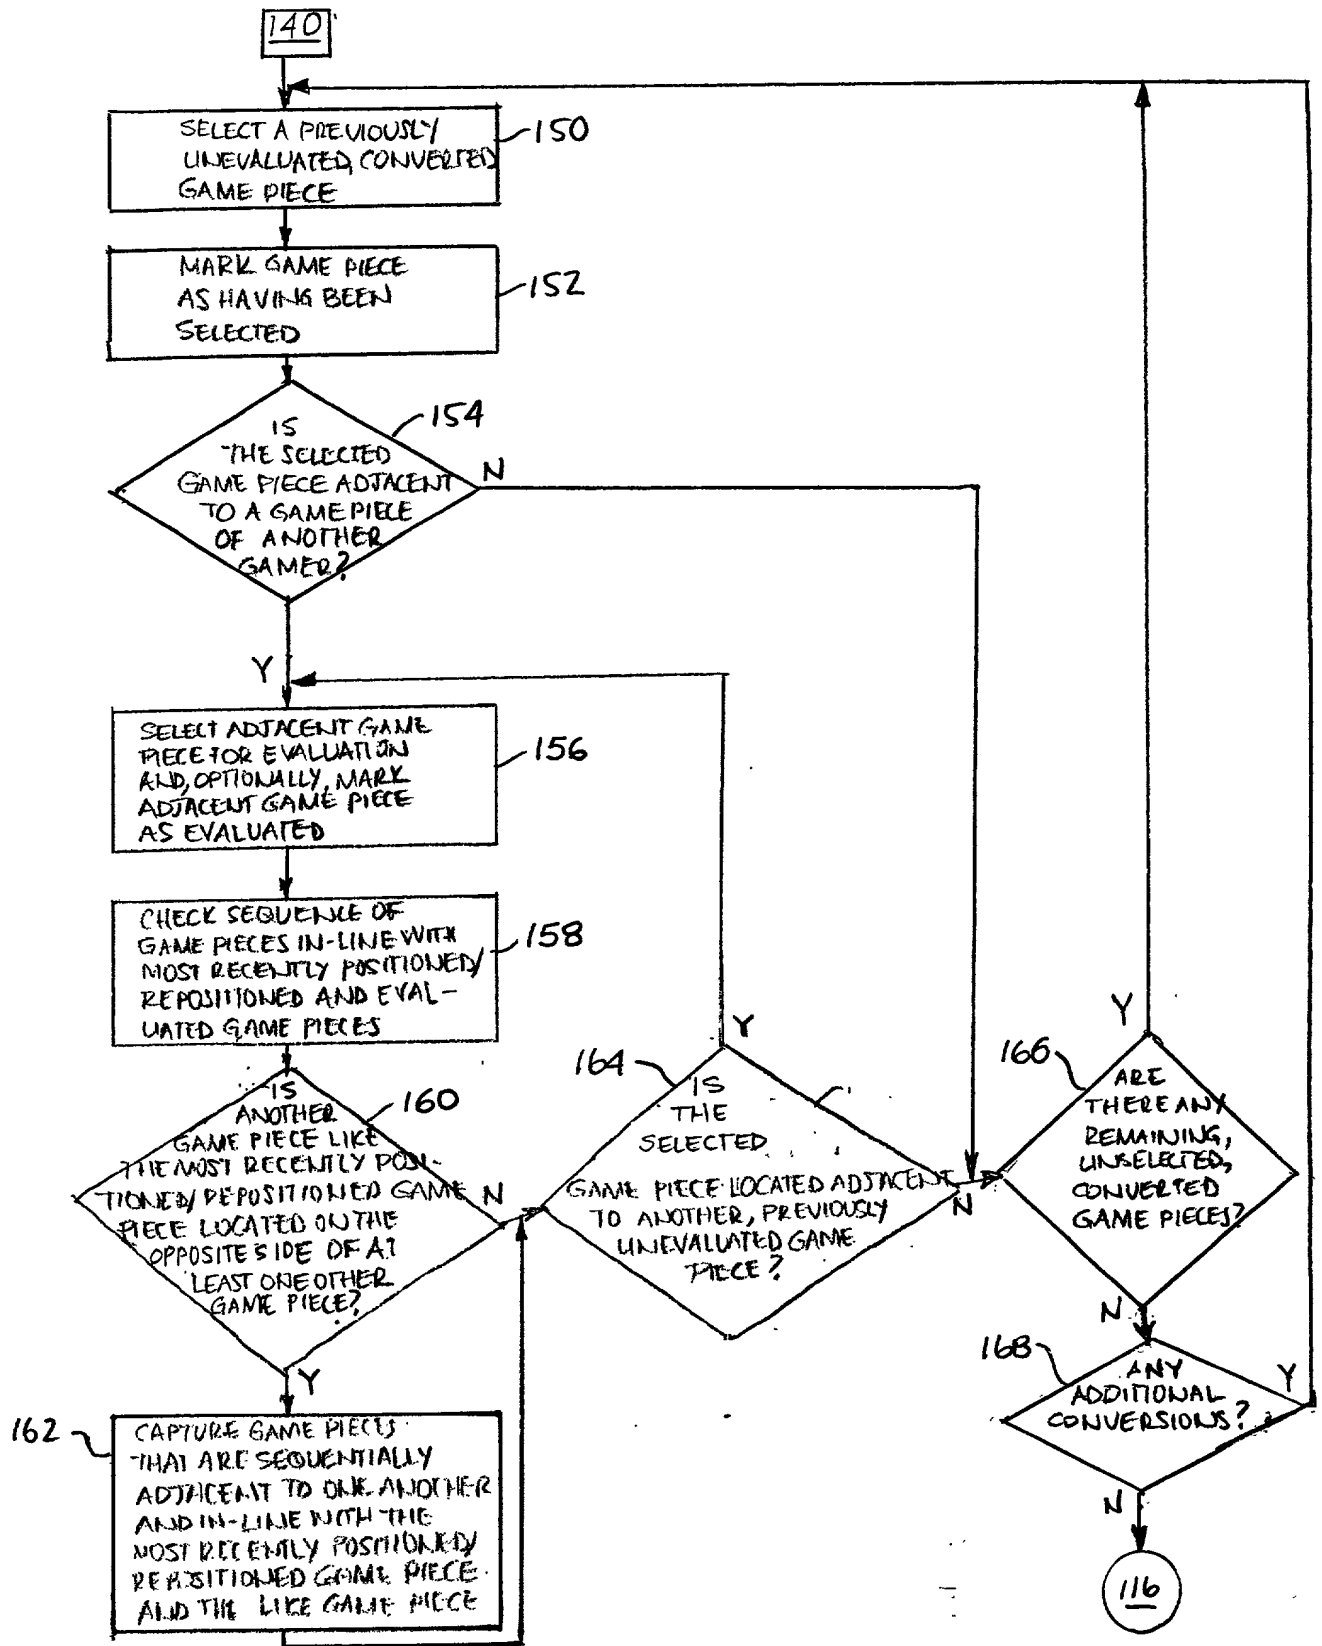 140
SELECT A PREVIOUSLY
UNEVALUATED, CONVERTED
GAME PIECE
150
MARK GAME PIECE
AS HAVING BEEN
SELECTED
152
IS
THE SELECTED
GAME PIECE ADJACENT
TO A GAME PIECE
OF ANOTHER
GAMER?
154
N
Y
SELECT ADJACENT GAME
PIECE FOR EVALUATION
AND, OPTIONALLY, MARK
ADJACENT GAME PIECE
AS EVALUATED
156
CHECK SEQUENCE OF
GAME PIECES IN-LINE WITH
MOST RECENTLY POSITIONED/
REPOSITIONED AND EVAL-
UATED GAME PIECES
158
IS
ANOTHER
GAME PIECE LIKE
THE MOST RECENTLY POSI-
TIONED/REPOSITIONED GAME
PIECE LOCATED ON THE
OPPOSITE SIDE OF AT
LEAST ONE OTHER
GAME PIECE?
160
N
Y
162
CAPTURE GAME PIECES
THAT ARE SEQUENTIALLY
ADJACENT TO ONE ANOTHER
AND IN-LINE WITH THE
MOST RECENTLY POSITIONED/
REPOSITIONED GAME PIECE
AND THE LIKE GAME PIECE
164
Y
IS
THE
SELECTED
GAME PIECE LOCATED ADJACENT
TO ANOTHER, PREVIOUSLY
UNEVALUATED GAME
PIECE?
N
166
Y
ARE
THERE ANY
REMAINING,
UNSELECTED,
CONVERTED
GAME PIECES?
N
168
ANY
ADDITIONAL
CONVERSIONS?
Y
N
116